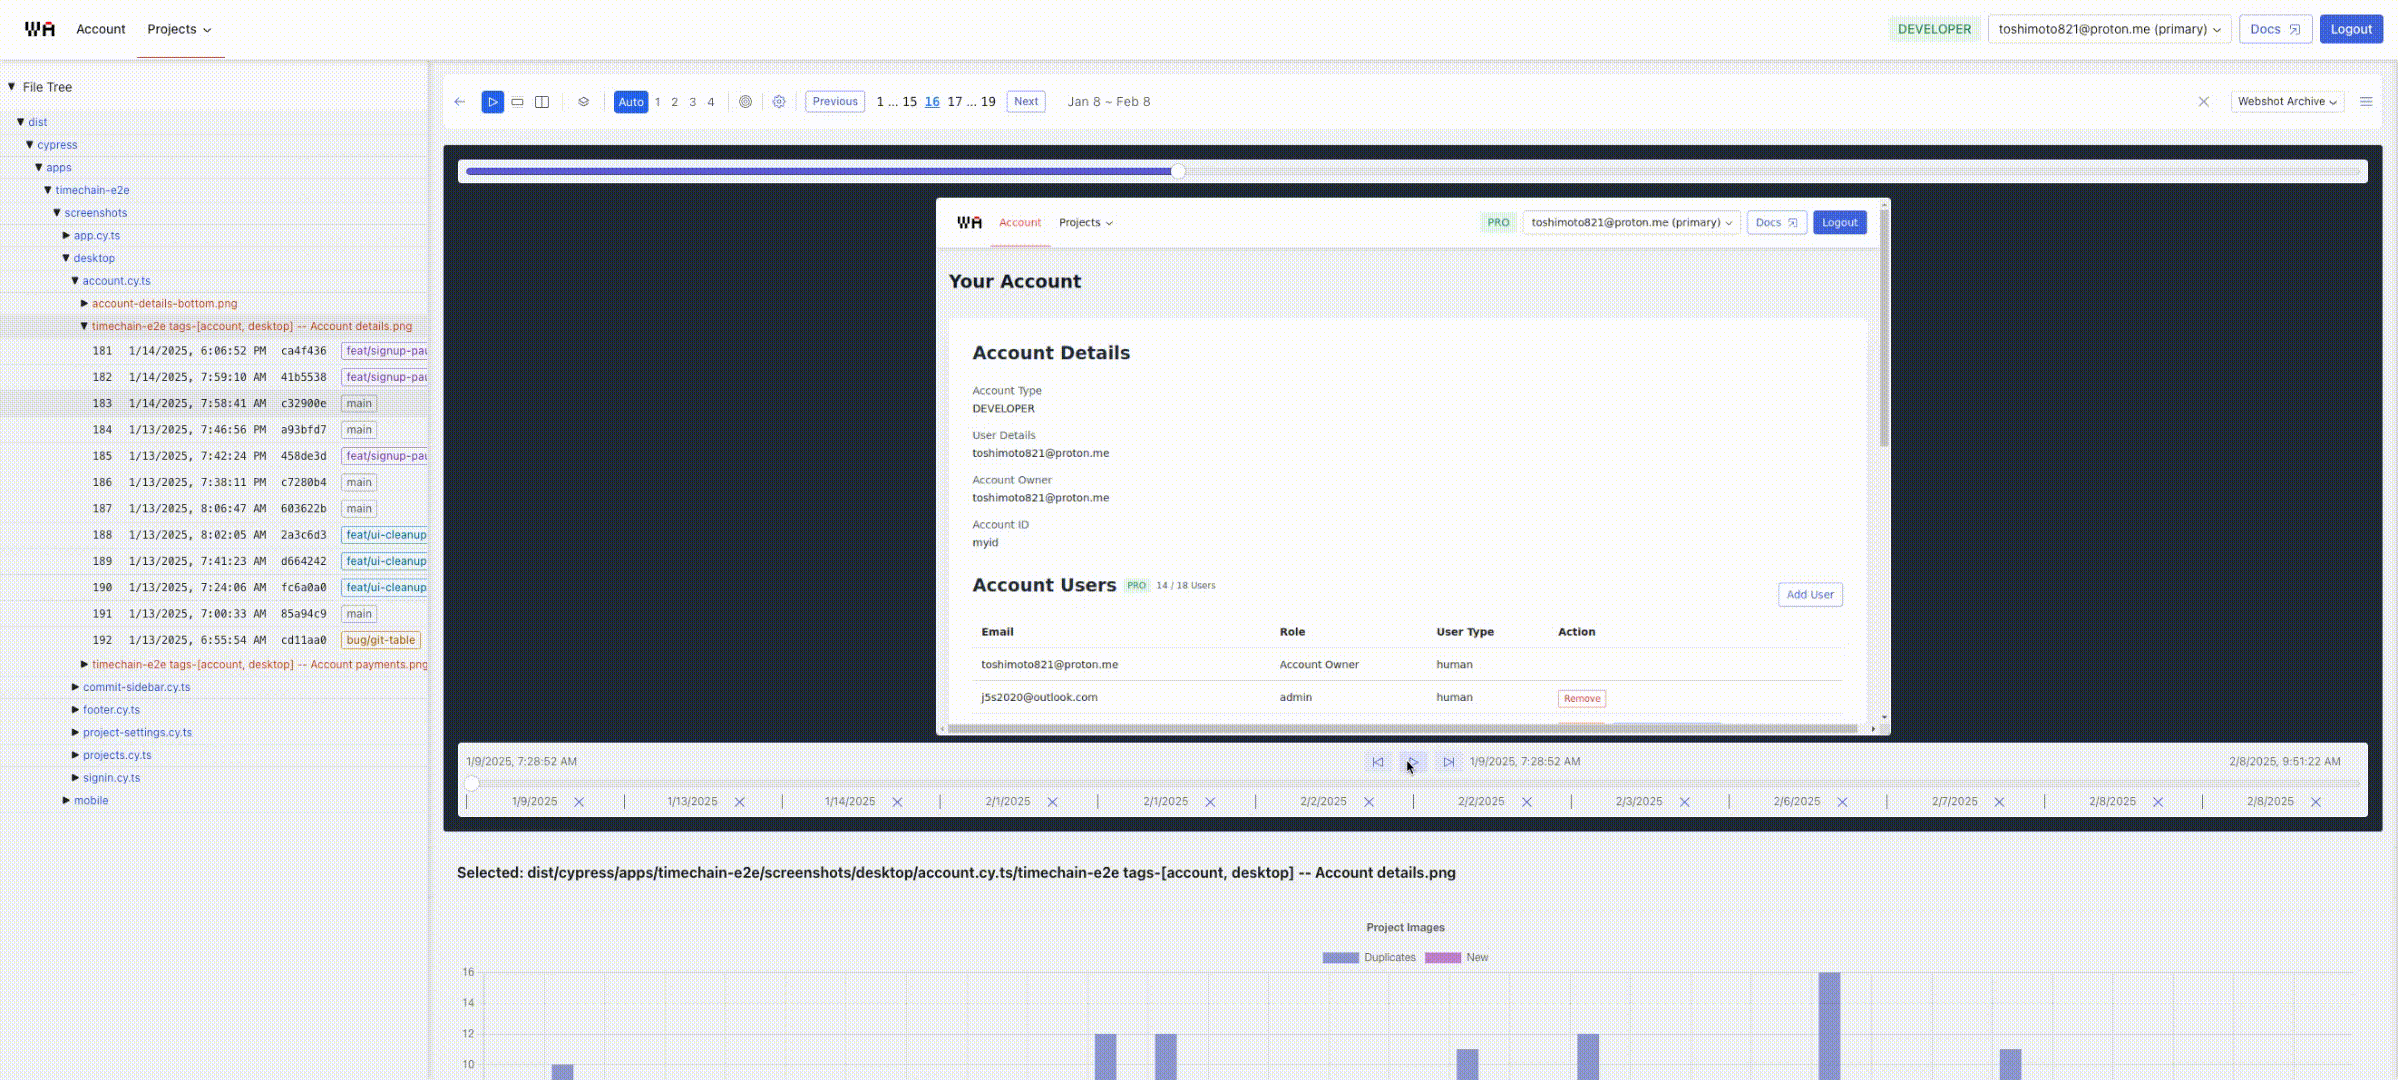 WA Account Projects DEVELOPER toshimoto821@proton.me (primary) Docs Logout
File Tree
dist
cypress
apps
timechain-e2e
screenshots
app.cy.ts
desktop
account.cy.ts
account-details-bottom.png
timechain-e2e tags-[account, desktop] -- Account details.png
181 1/14/2025, 6:06:52 PM ca4f436 feat/signup-pau
182 1/14/2025, 7:59:10 AM 41b5538 feat/signup-pau
183 1/14/2025, 7:58:41 AM c32900e main
184 1/13/2025, 7:46:56 PM a93bfd7 main
185 1/13/2025, 7:42:24 PM 458de3d feat/signup-pau
186 1/13/2025, 7:38:11 PM c7280b4 main
187 1/13/2025, 8:06:47 AM 603622b main
188 1/13/2025, 8:02:05 AM 2a3c6d3 feat/ui-cleanup
189 1/13/2025, 7:41:23 AM d664242 feat/ui-cleanup
190 1/13/2025, 7:24:06 AM fc6a0a0 feat/ui-cleanup
191 1/13/2025, 7:00:33 AM 85a94c9 main
192 1/13/2025, 6:55:54 AM cd11aa0 bug/git-table
timechain-e2e tags-[account, desktop] -- Account payments.png
commit-sidebar.cy.ts
footer.cy.ts
project-settings.cy.ts
projects.cy.ts
signin.cy.ts
mobile
Auto 1 2 3 4 Previous 1 ... 15 16 17 ... 19 Next Jan 8 ~ Feb 8 Webshot Archive
WA Account Projects PRO toshimoto821@proton.me (primary) Docs Logout
Your Account
Account Details
Account Type
DEVELOPER
User Details
toshimoto821@proton.me
Account Owner
toshimoto821@proton.me
Account ID
myid
Account Users PRO 14 / 18 Users Add User
Email Role User Type Action
toshimoto821@proton.me Account Owner human
j5s2020@outlook.com admin human Remove
1/9/2025, 7:28:52 AM 1/9/2025, 7:28:52 AM 2/8/2025, 9:51:22 AM
1/9/2025 1/13/2025 1/14/2025 2/1/2025 2/1/2025 2/2/2025 2/2/2025 2/3/2025 2/6/2025 2/7/2025 2/8/2025 2/8/2025
Selected: dist/cypress/apps/timechain-e2e/screenshots/desktop/account.cy.ts/timechain-e2e tags-[account, desktop] -- Account details.png
Project Images
Duplicates New
16
14
12
10